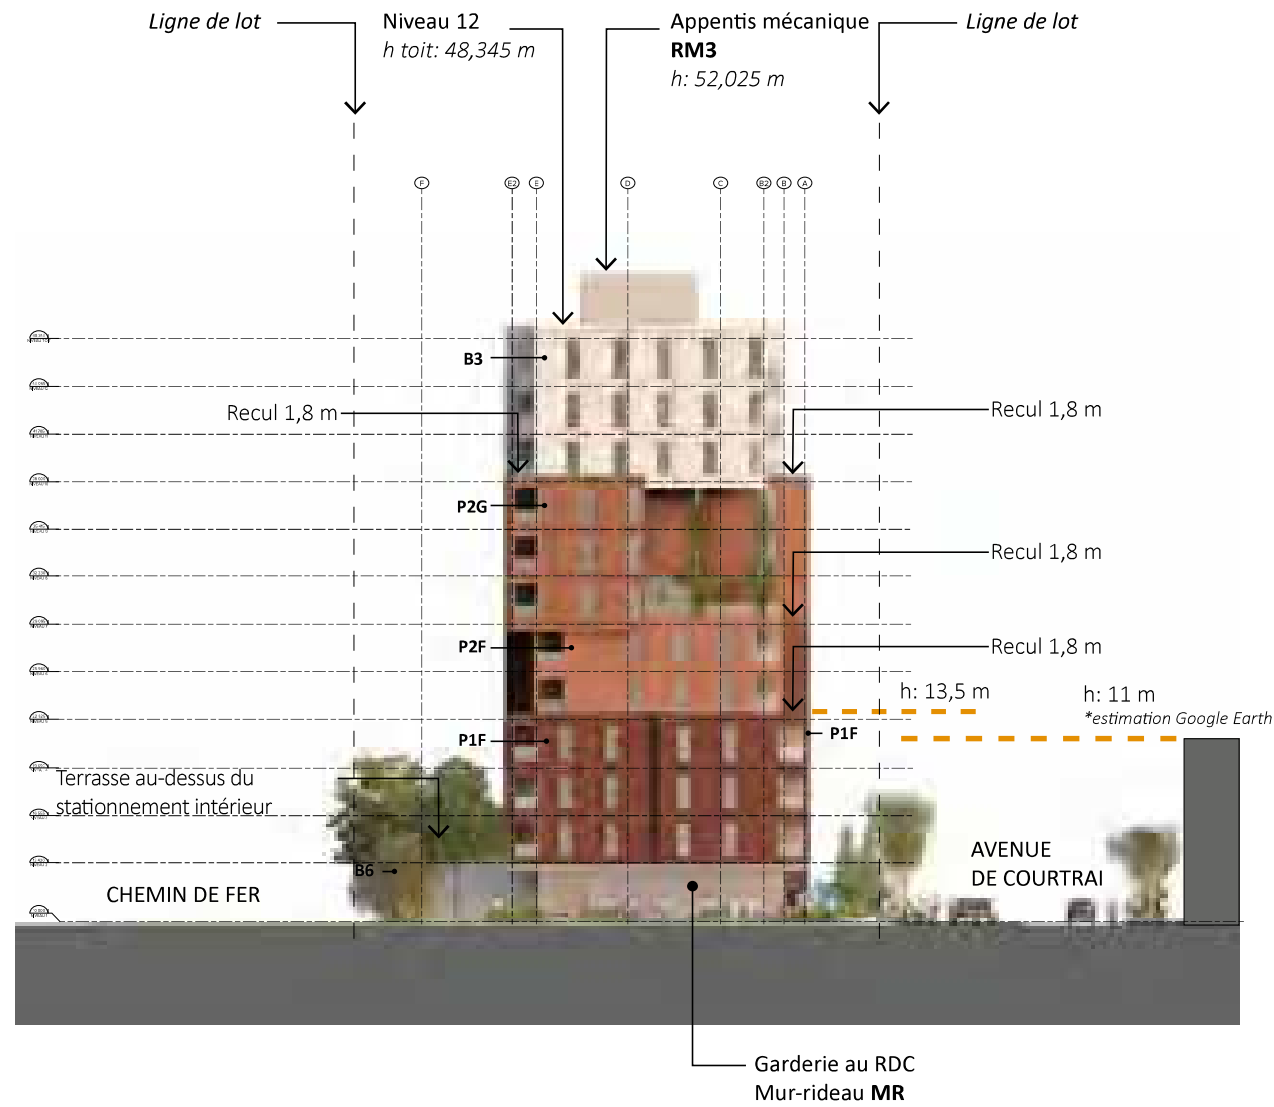 Ligne de lot
Niveau 12
h toit: 48,345 m
Appentis mécanique
RM3
h: 52,025 m
Ligne de lot
F
E2
E
D
C
B2
B
A
B3
Recul 1,8 m
Recul 1,8 m
P2G
Recul 1,8 m
P2F
Recul 1,8 m
h: 13,5 m
h: 11 m
*estimation Google Earth
P1F
P1F
Terrasse au-dessus du
stationnement intérieur
B6
CHEMIN DE FER
AVENUE
DE COURTRAI
Garderie au RDC
Mur-rideau MR